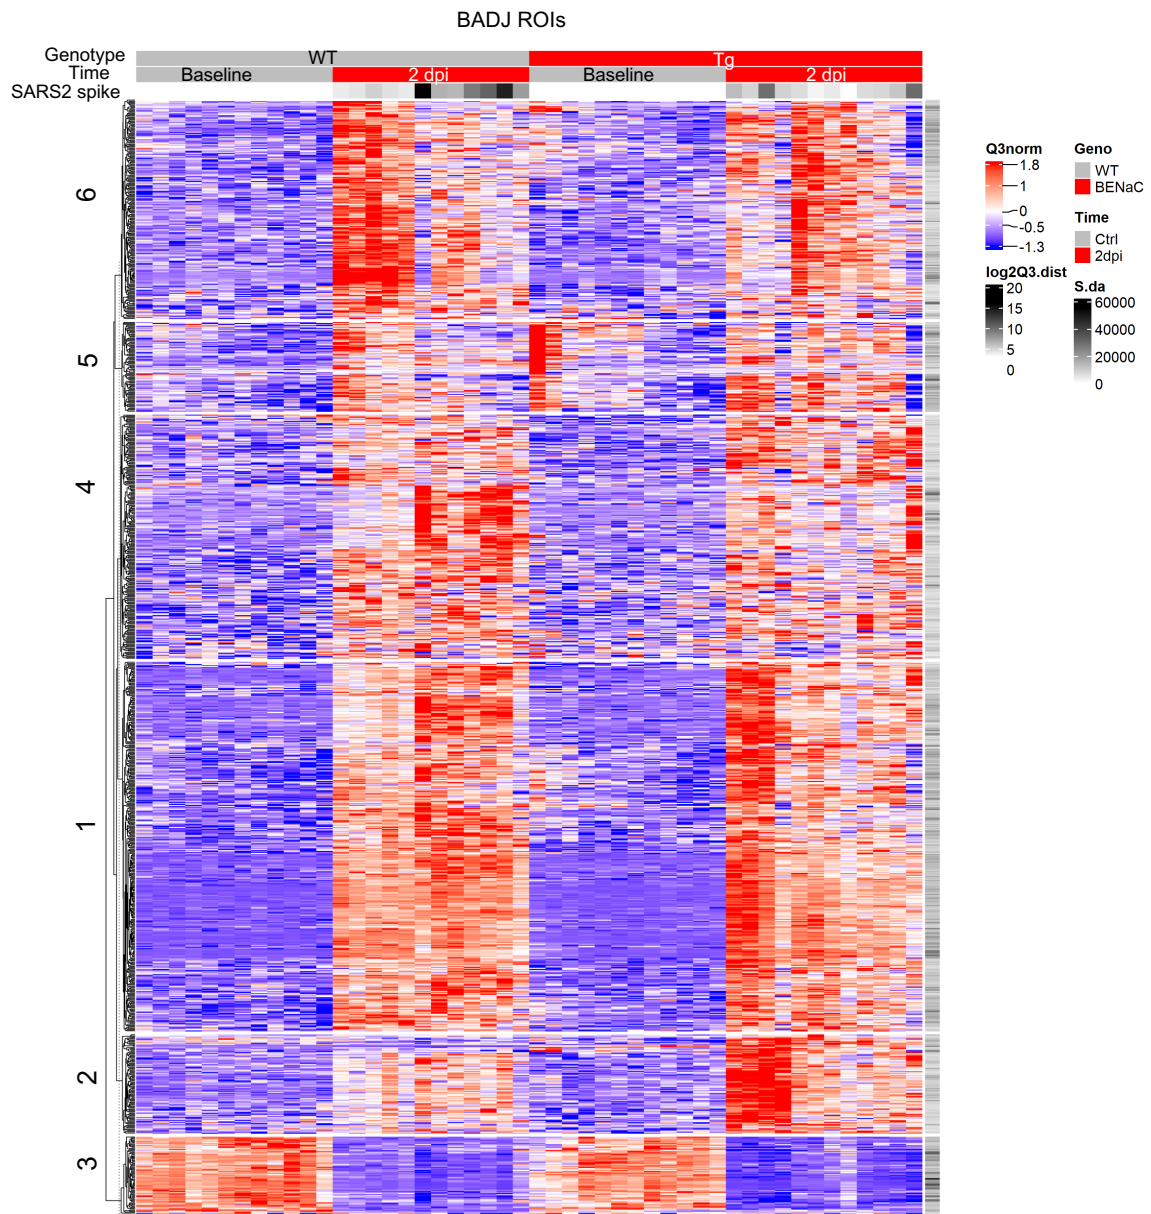 BADJ ROIs
Genotype WT Tg
Time Baseline 2 dpi Baseline 2 dpi
SARS2 spike
6
5
4
1
2
3
Q3norm
1.8
1
0
-0.5
-1.3
log2Q3.dist
20
15
10
5
0
Geno
WT
BENaC
Time
Ctrl
2dpi
S.da
60000
40000
20000
0